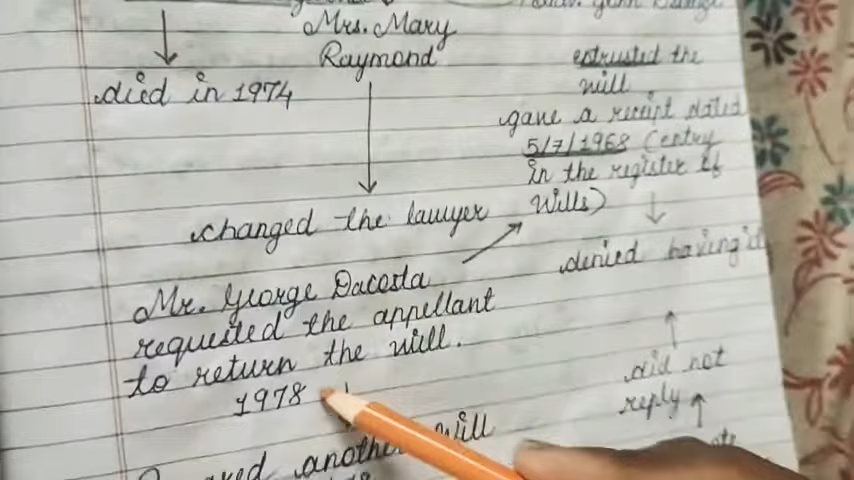 Mrs. Mary
Raymond
died in 1974
entrusted the
will
gave a receipt dated
5/7/1968 (entry
in the register of
Wills)
changed the lawyer
denied having it
Mr. George Dacosta
requested the appellant
to return the will.
1978
did not
reply
another will